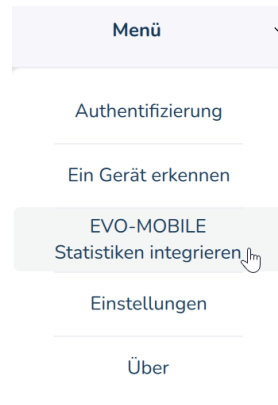 Menü
Authentifizierung
Ein Gerät erkennen
EVO-MOBILE
Statistiken integrieren
Einstellungen
Über